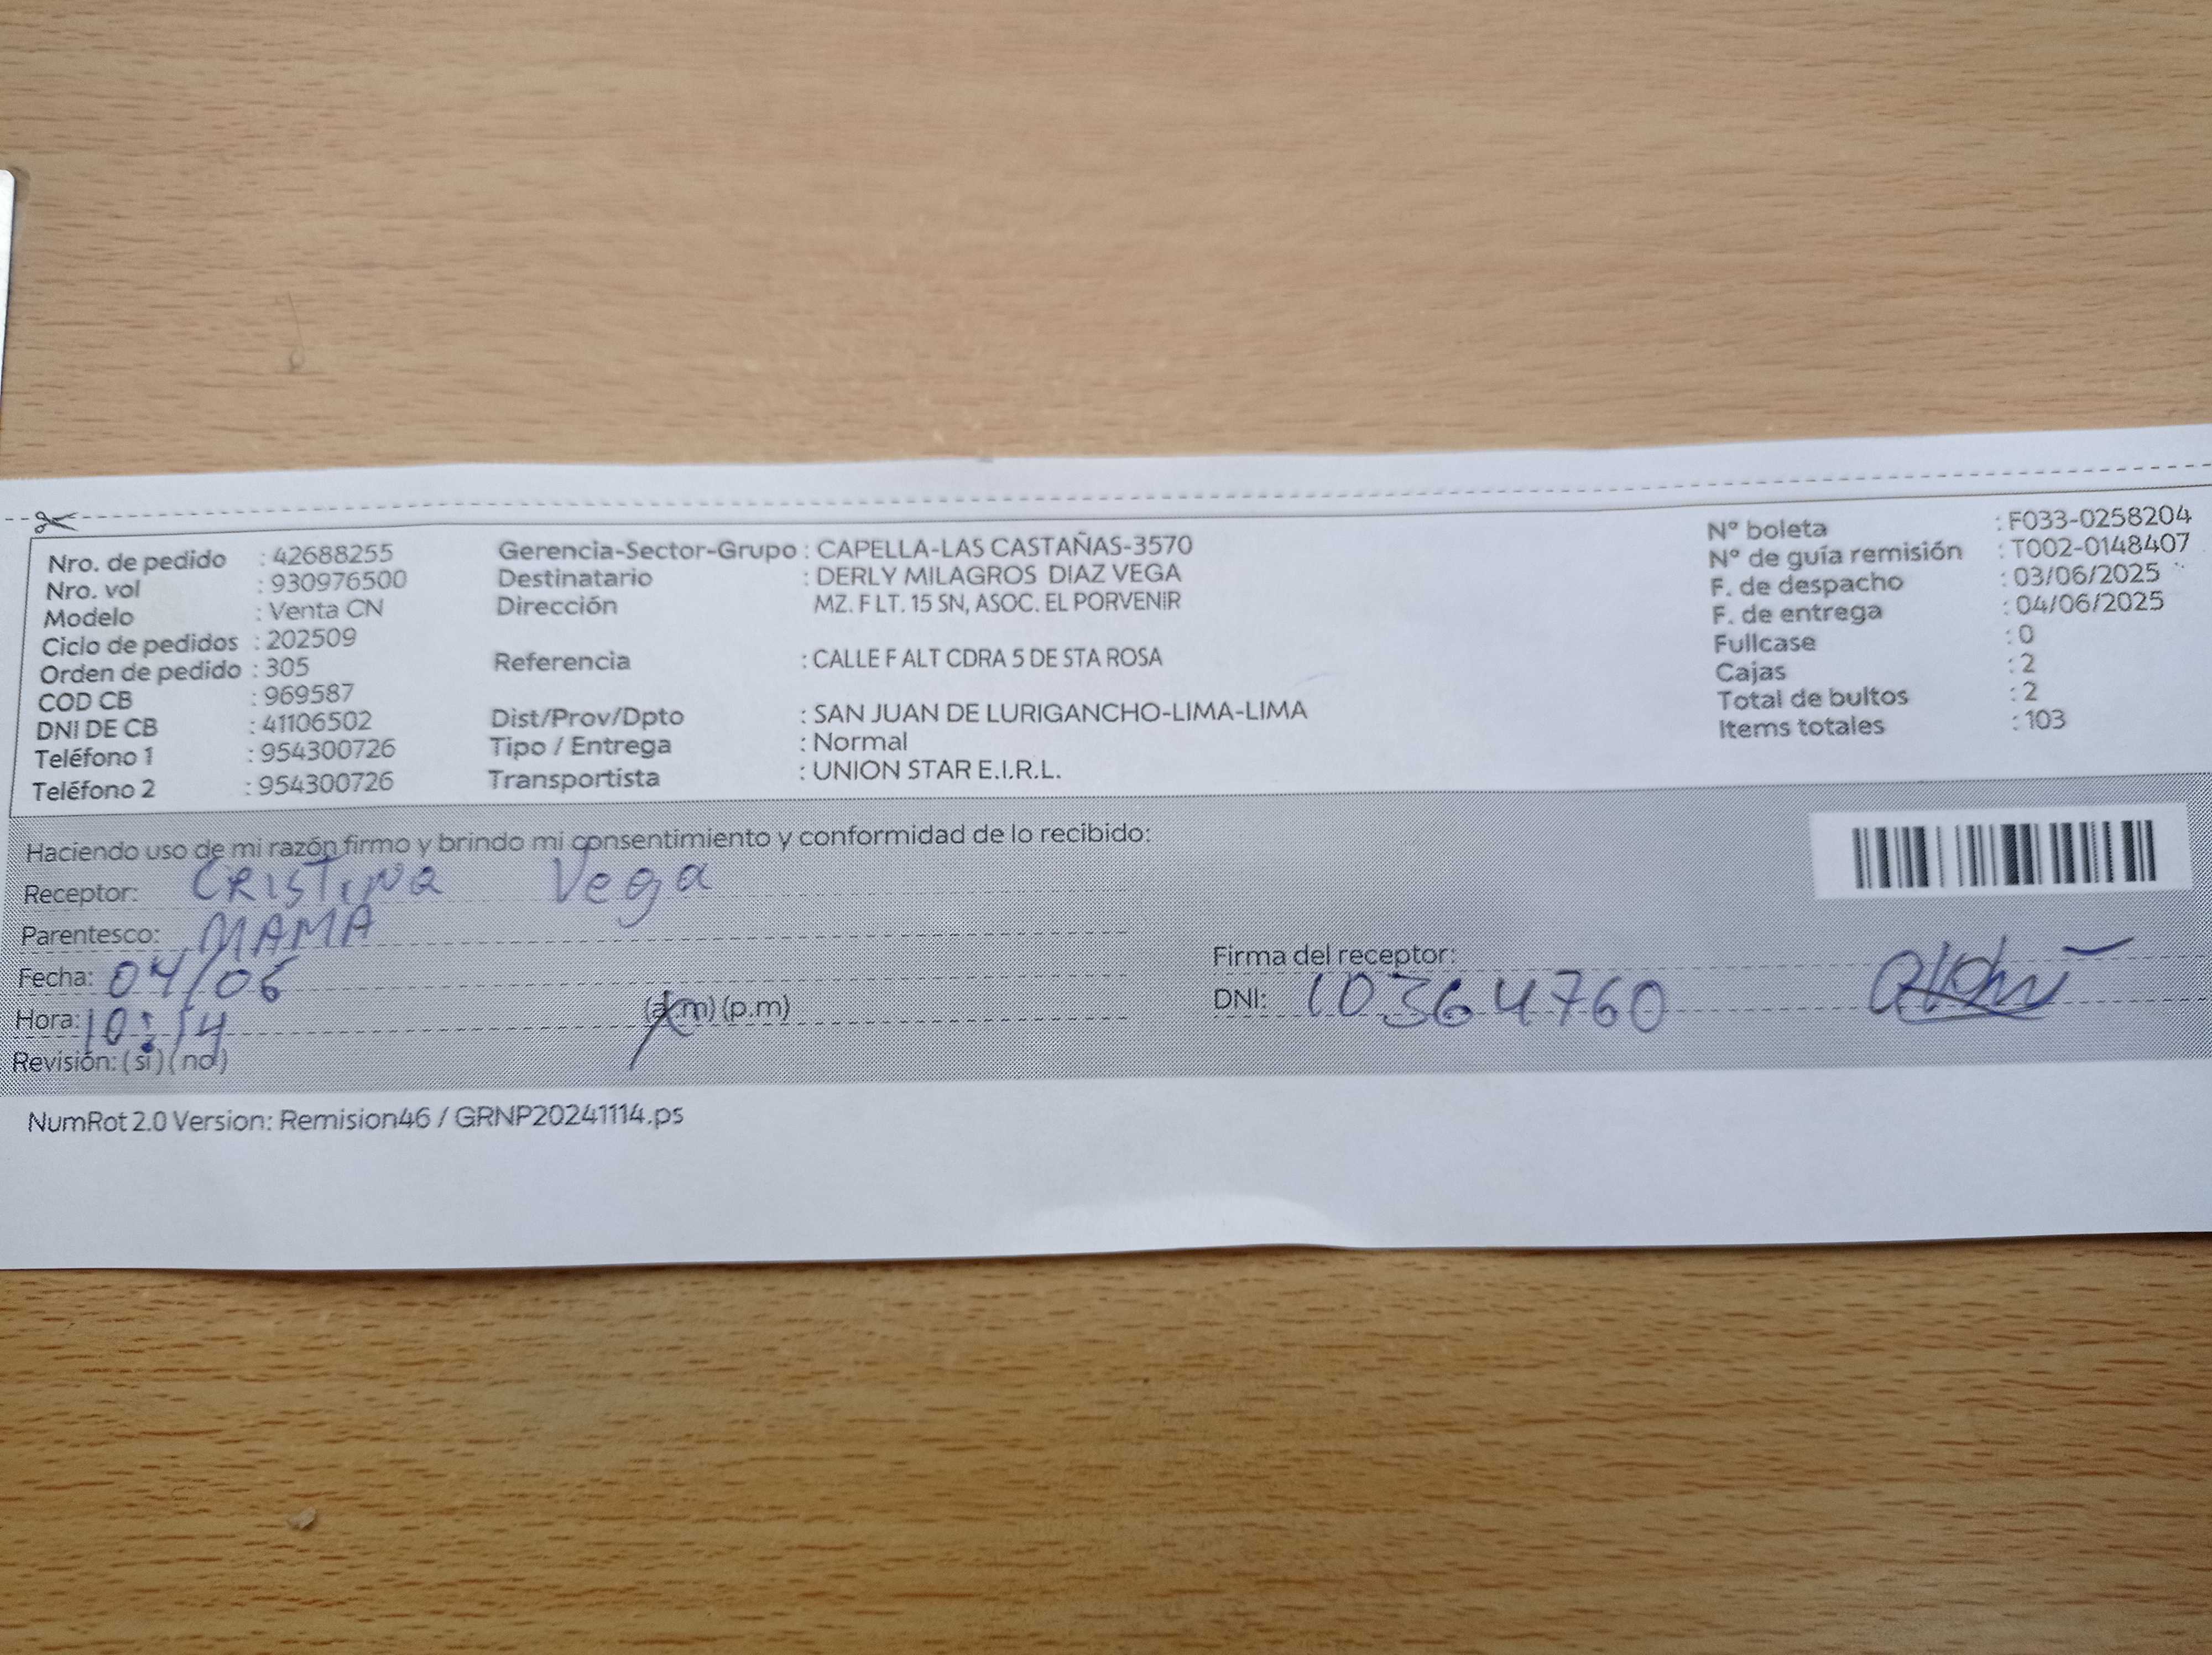 Nro. de pedido : 42688255
Nro. vol : 930976500
Modelo : Venta CN
Ciclo de pedidos : 202509
Orden de pedido : 305
COD CB : 969587
DNI DE CB : 41106502
Teléfono 1 : 954300726
Teléfono 2 : 954300726
Gerencia-Sector-Grupo : CAPELLA-LAS CASTAÑAS-3570
Destinatario : DERLY MILAGROS DIAZ VEGA
Dirección MZ. F LT. 15 SN, ASOC. EL PORVENIR
Referencia : CALLE F ALT CDRA 5 DE STA ROSA
Dist/Prov/Dpto : SAN JUAN DE LURIGANCHO-LIMA-LIMA
Tipo / Entrega : Normal
Transportista : UNION STAR E.I.R.L.
Nº boleta : F033-0258204
Nº de guía remisión : T002-0148407
F. de despacho : 03/06/2025
F. de entrega : 04/06/2025
Fullcase : 0
Cajas : 2
Total de bultos : 2
Items totales : 103
Haciendo uso de mi razón firmo y brindo mi consentimiento y conformidad de lo recibido:
Receptor: CRISTINA Vega
Parentesco: MAMA
Fecha: 04/06
Hora: 10:14 (a.m) (p.m)
Revisión: (si) (no)
Firma del receptor:
DNI: 10364760
NumRot 2.0 Version: Remision46 / GRNP20241114.ps